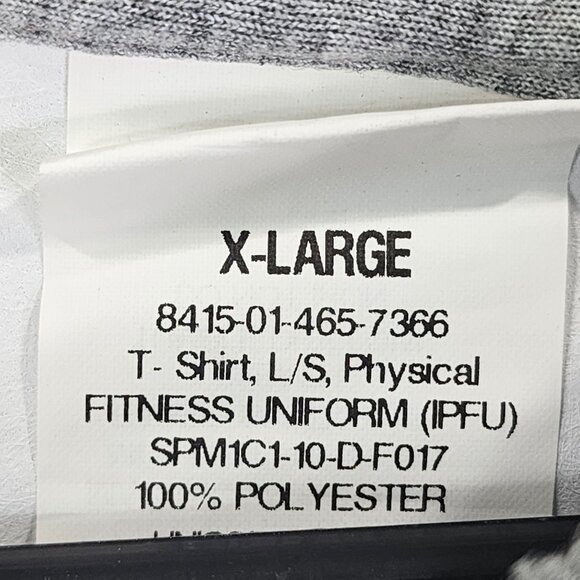 X-LARGE
8415-01-465-7366
T- Shirt, L/S, Physical
FITNESS UNIFORM (IPFU)
SPM1C1-10-D-F017
100% POLYESTER